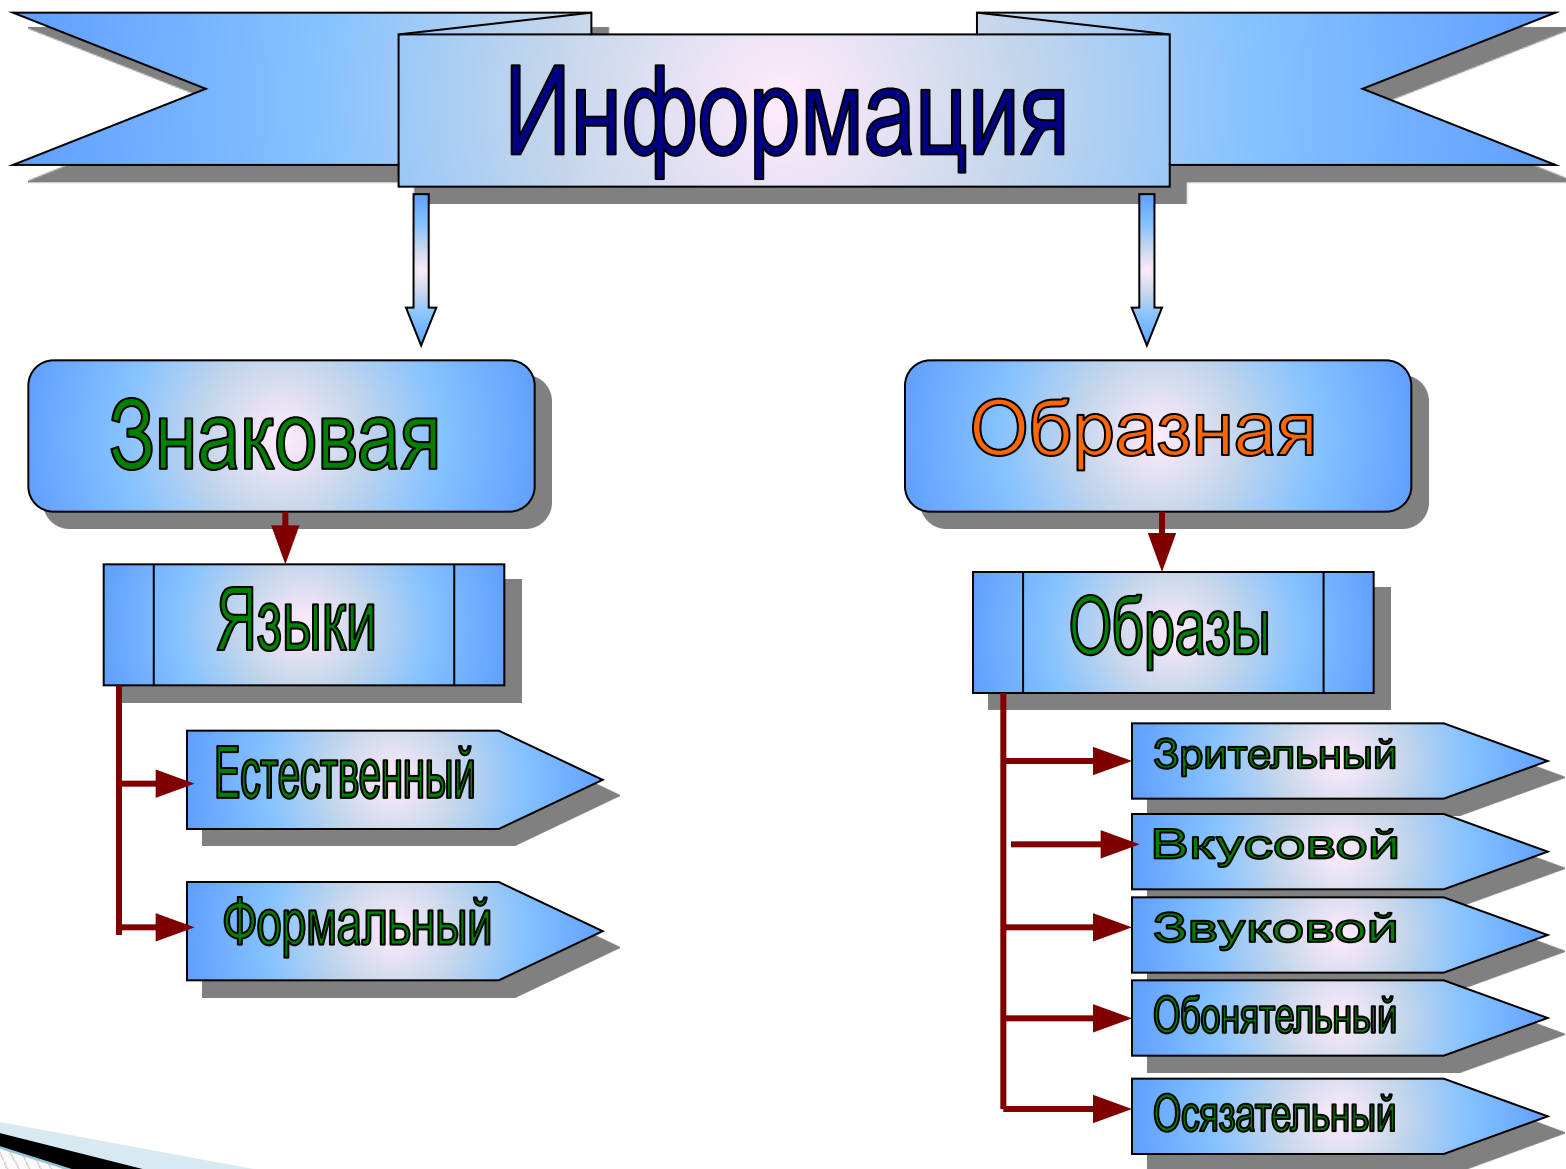 Информация
Знаковая
Образная
Языки
Образы
Естественный
Формальный
Зрительный
Вкусовой
Звуковой
Обонятельный
Осязательный